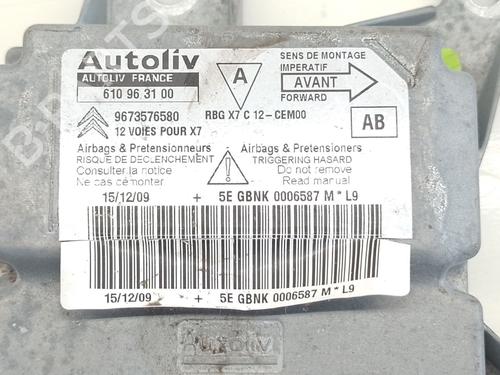 Autoliv
AUTOLIV FRANCE
610 96 31 00
9673576580
12 VOIES POUR X7
A
SENS DE MONTAGE
IMPERATIF
AVANT
FORWARD
RBG X7 C 12-CEM00
AB
Airbags & Pretensionneurs
RISQUE DE DECLENCHEMENT
Consulter la notice
Ne cas démonter
!
Airbags & Pretensioners
TRIGGERING HASARD
Do not remove
Read manual
15/12/09 + 5E GBNK 0006587 M * L9
15/12/09 + 5E GBNK 0006587 M * L9
Autoliv